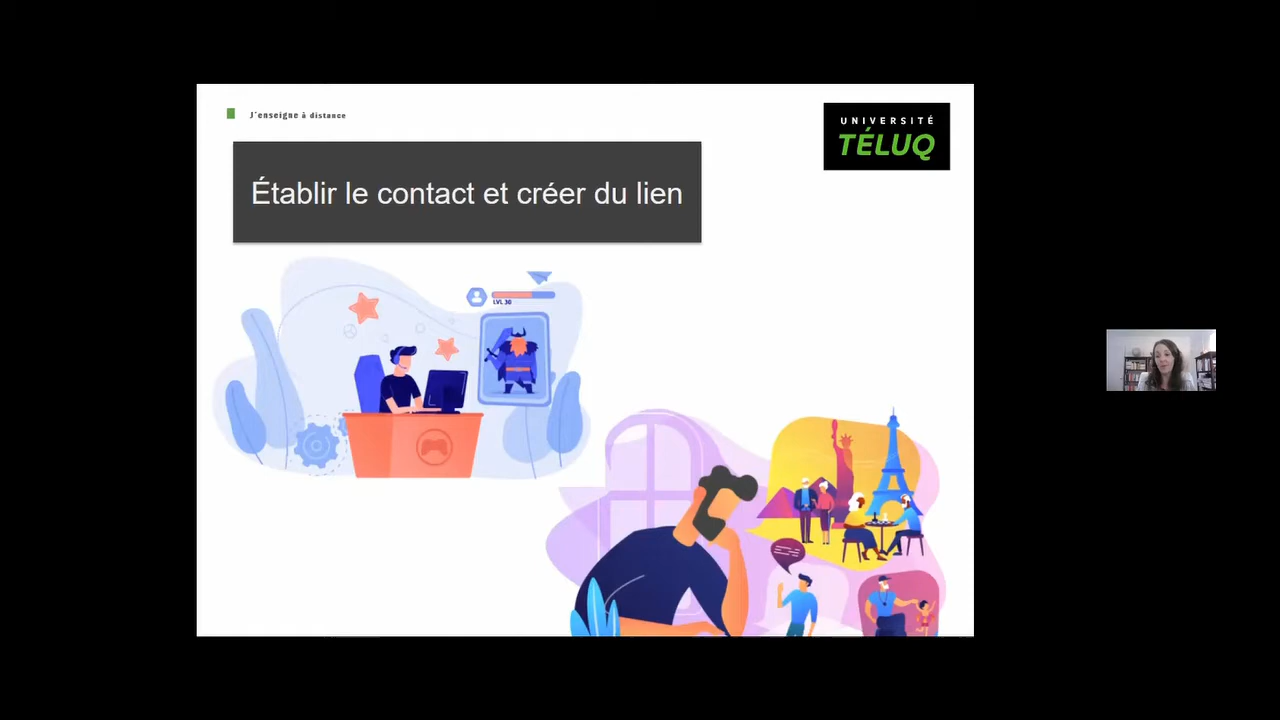 J'enseigne à distance
UNIVERSITÉ
TÉLUQ
Établir le contact et créer du lien
LVL 30